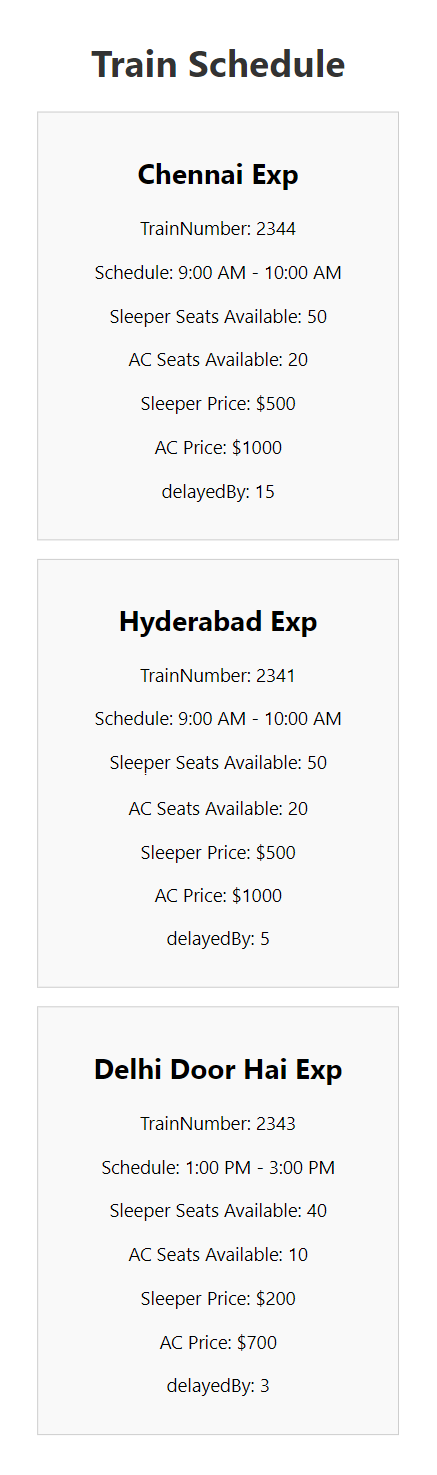 Train Schedule
Chennai Exp
TrainNumber: 2344
Schedule: 9:00 AM - 10:00 AM
Sleeper Seats Available: 50
AC Seats Available: 20
Sleeper Price: $500
AC Price: $1000
delayedBy: 15
Hyderabad Exp
TrainNumber: 2341
Schedule: 9:00 AM - 10:00 AM
Sleeper Seats Available: 50
AC Seats Available: 20
Sleeper Price: $500
AC Price: $1000
delayedBy: 5
Delhi Door Hai Exp
TrainNumber: 2343
Schedule: 1:00 PM - 3:00 PM
Sleeper Seats Available: 40
AC Seats Available: 10
Sleeper Price: $200
AC Price: $700
delayedBy: 3